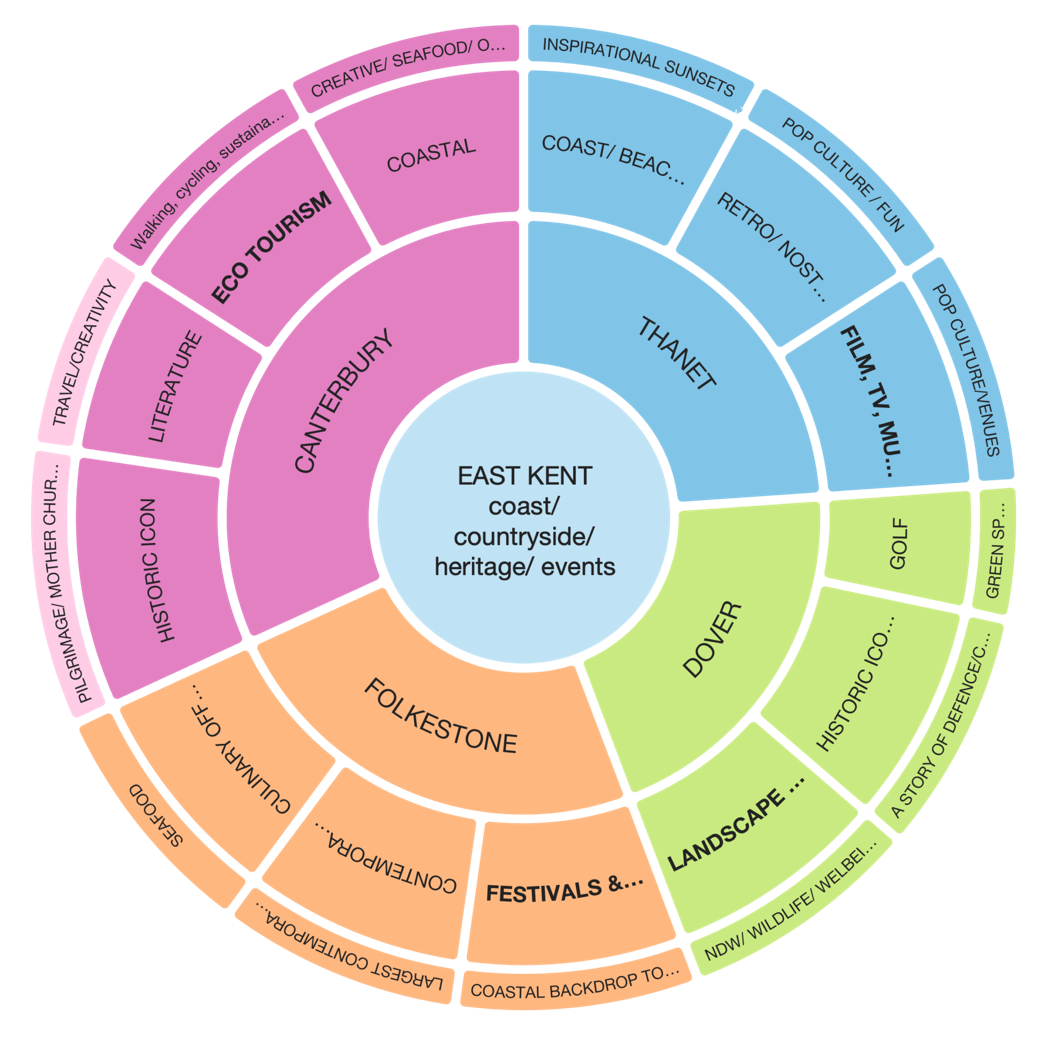 EAST KENT
coast/
countryside/
heritage/ events
THANET
COAST/ BEAC…
INSPIRATIONAL SUNSETS
RETRO/ NOST…
POP CULTURE / FUN
FILM, TV, MU…
POP CULTURE/VENUES
DOVER
GOLF
GREEN SP…
HISTORIC ICO…
A STORY OF DEFENCE/C…
LANDSCAPE …
NDW/ WILDLIFE/ WELBEI…
FOLKESTONE
FESTIVALS &…
COASTAL BACKDROP TO…
CONTEMPORA…
LARGEST CONTEMPORA…
CULINARY OFF…
SEAFOOD
CANTERBURY
HISTORIC ICON
PILGRIMAGE/ MOTHER CHUR…
LITERATURE
TRAVEL/CREATIVITY
ECO TOURISM
Walking, cycling, sustaina…
COASTAL
CREATIVE/ SEAFOOD/ O…